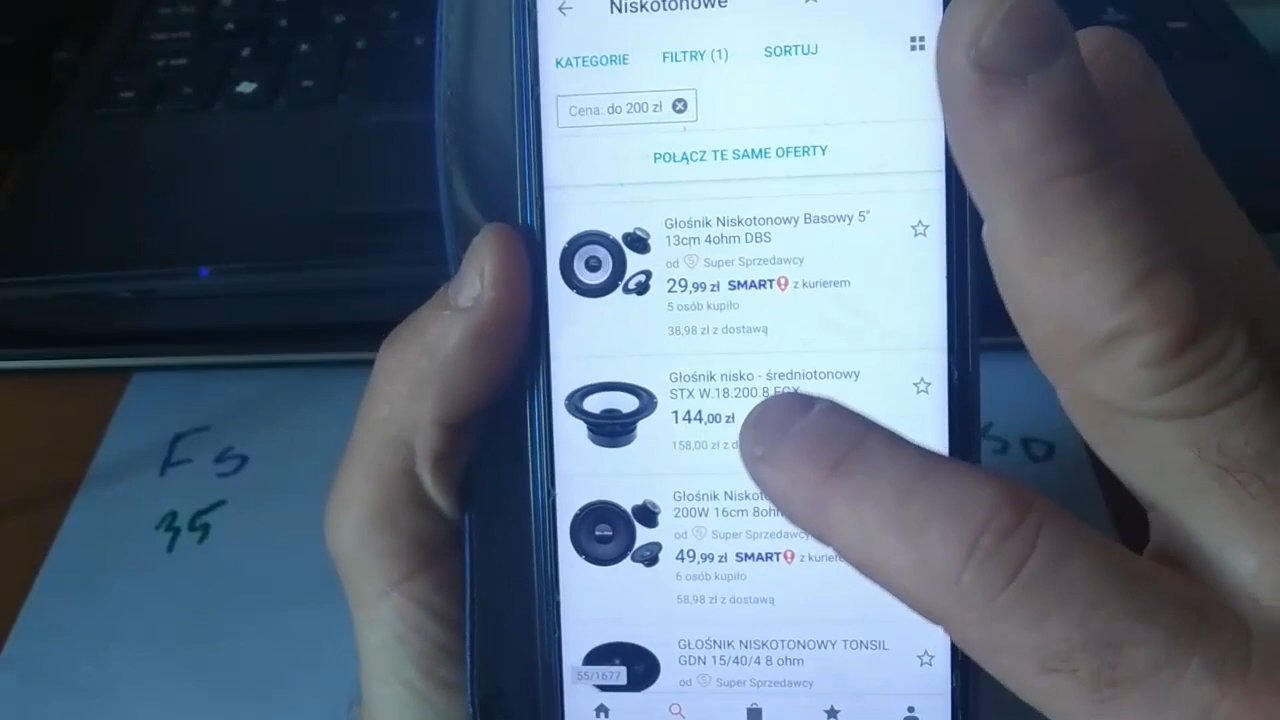 Niskotonowe
KATEGORIE
FILTRY (1)
SORTUJ
Cena: do 200 zł
POŁĄCZ TE SAME OFERTY
Głośnik Niskotonowy Basowy 5"
13cm 4ohm DBS
od Super Sprzedawcy
29,99 zł SMART! z kurierem
5 osób kupiło
38,98 zł z dostawą
Głośnik nisko - średniotonowy
STX W.18.200.8 FGX
144,00 zł
158,00 zł z d
Głośnik Niskoto
200W 16cm 8ohm
od Super Sprzedawcy
49,99 zł SMART! z kurierem
6 osób kupiło
58,98 zł z dostawą
GŁOŚNIK NISKOTONOWY TONSIL
GDN 15/40/4 8 ohm
55/1677
od Super Sprzedawcy
Fs
35
50